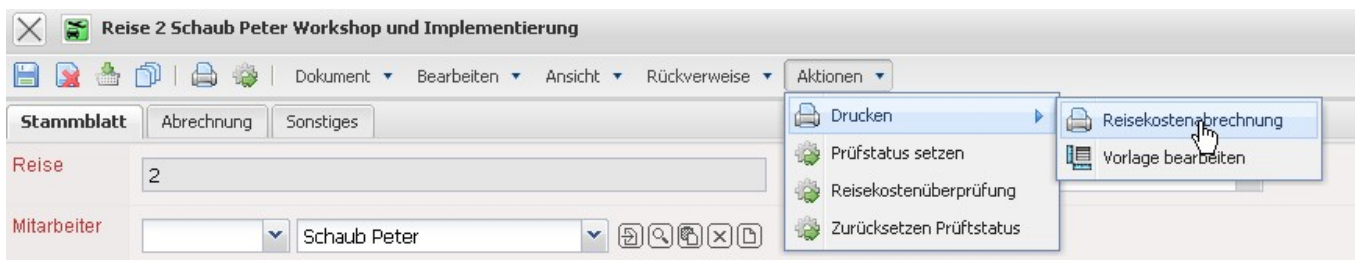 Reise 2 Schaub Peter Workshop und Implementierung
Dokument Bearbeiten Ansicht Rückverweise Aktionen
Stammblatt Abrechnung Sonstiges
Drucken
Reisekostenabrechnung
Reise 2
Prüfstatus setzen
Vorlage bearbeiten
Reisekostenüberprüfung
Mitarbeiter Schaub Peter
Zurücksetzen Prüftstatus